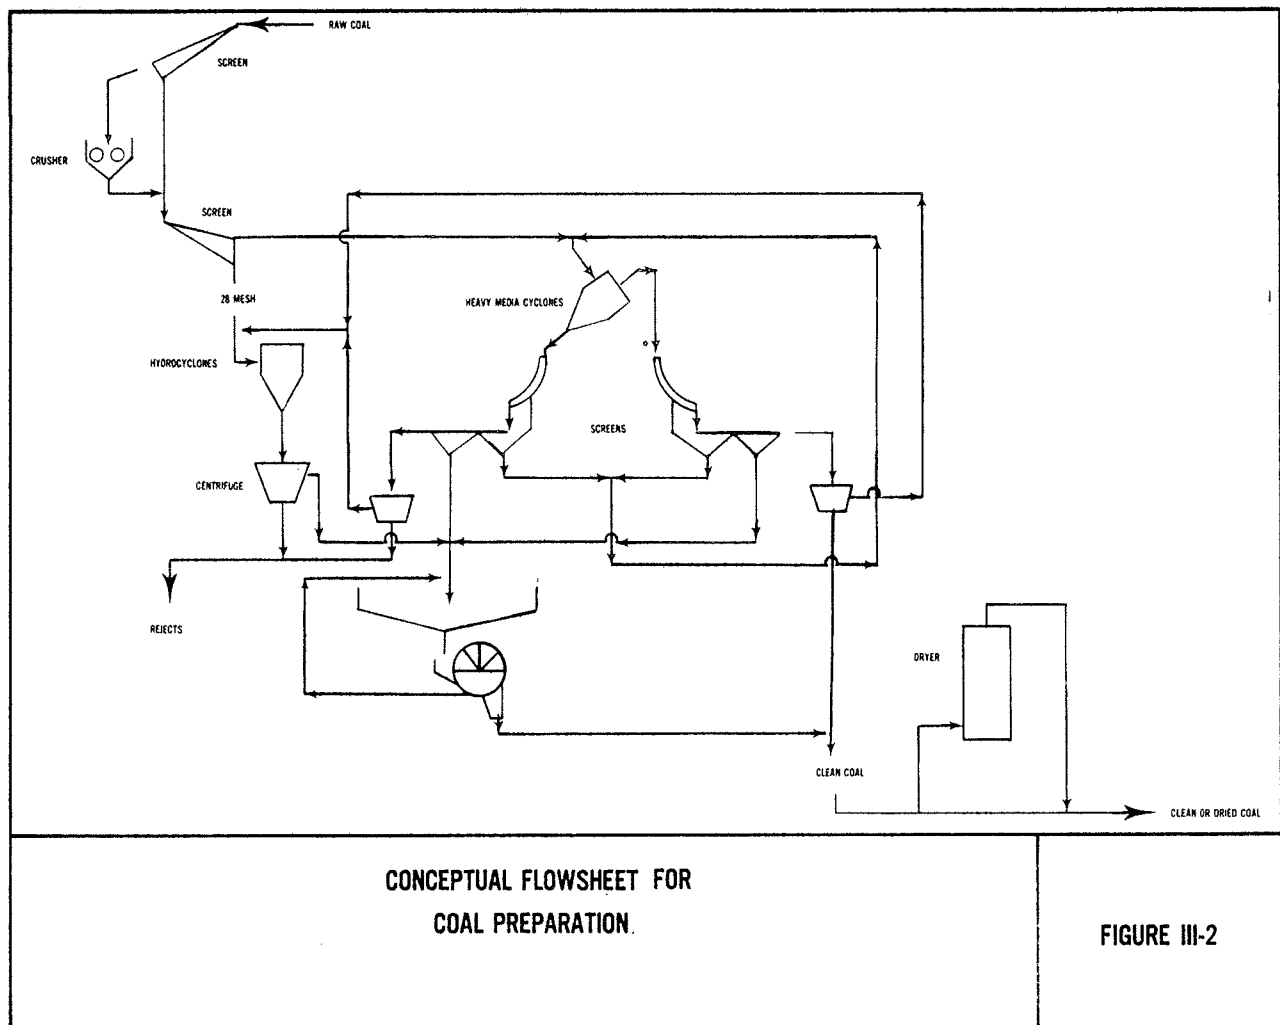 RAW COAL
SCREEN
CRUSHER
SCREEN
28 MESH
HEAVY MEDIA CYCLONES
HYDROCYCLONES
SCREENS
CENTRIFUGE
REJECTS
DRYER
CLEAN COAL
CLEAN OR DRIED COAL
CONCEPTUAL FLOWSHEET FOR
COAL PREPARATION
FIGURE III-2